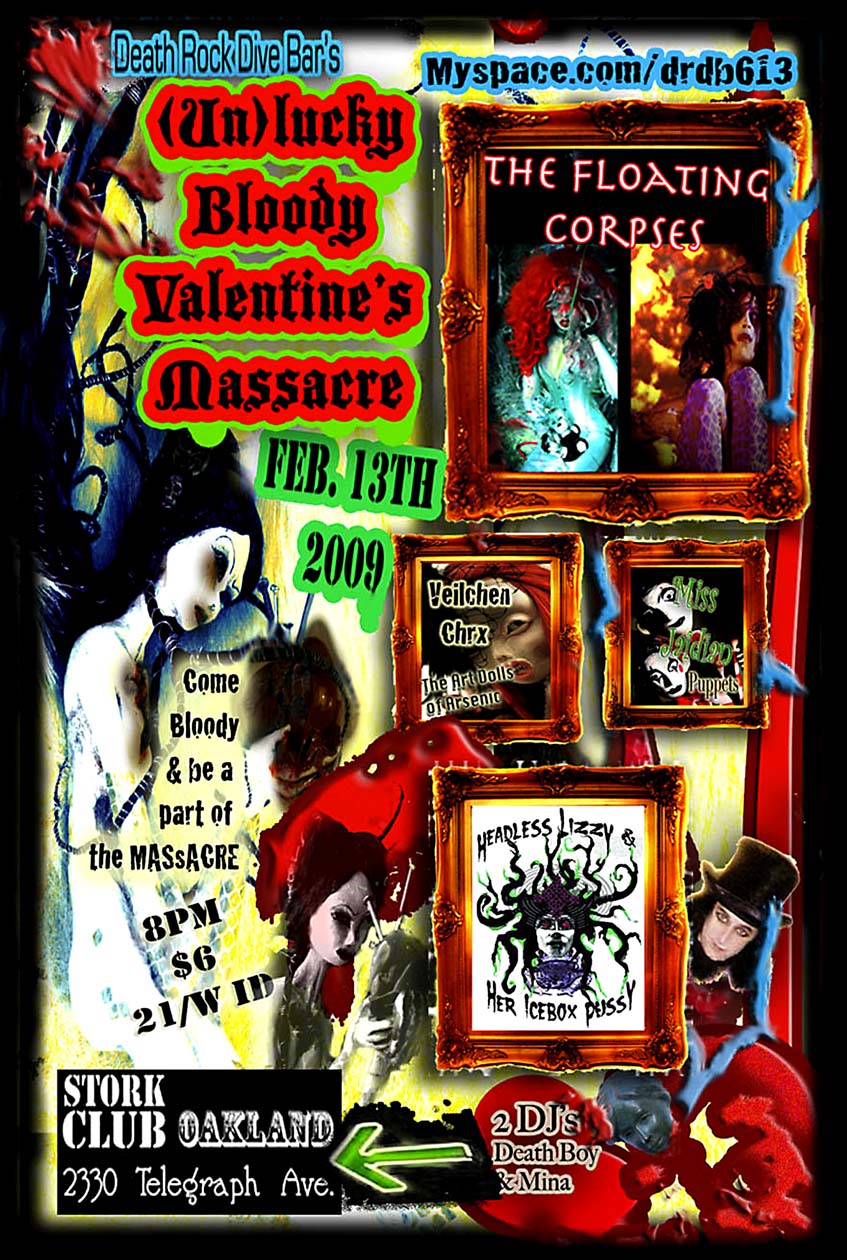 Death Rock Dive Bar's
Myspace.com/drdb613
(Un)lucky
Bloody
Valentine's
Massacre
FEB. 13TH
2009
THE FLOATING
CORPSES
Veilchen
Chrx
The Art Dolls
of Arsenic
Miss
Jaldian
Puppets
Come
Bloody
& be a
part of
the MASsACRE
8PM
$6
21/W ID
HEADLESS LIZZY &
HER ICEBOX PUSSY
STORK
CLUB OAKLAND
2330 Telegraph Ave.
2 DJ's
Death Boy
& Mina